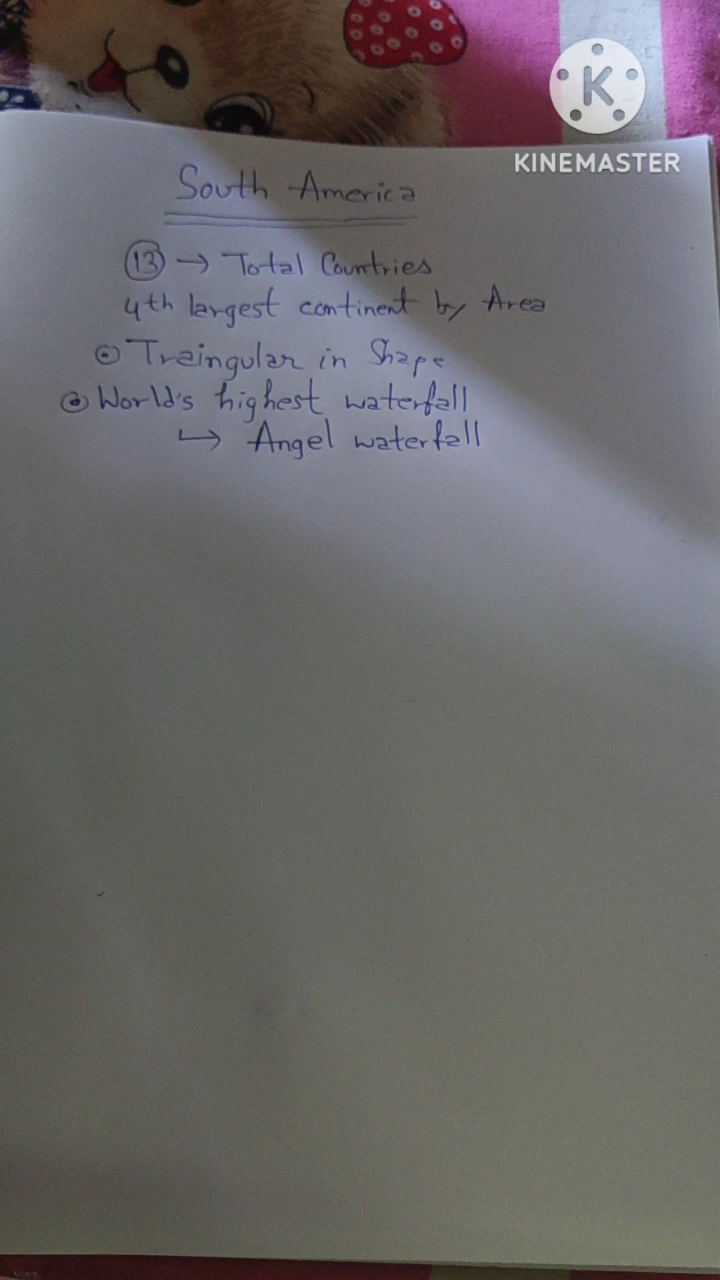 KINEMASTER
South America
13 → Total Countries
4th largest continent by Area
Traingular in Shape
World's highest waterfall
↳ Angel waterfall